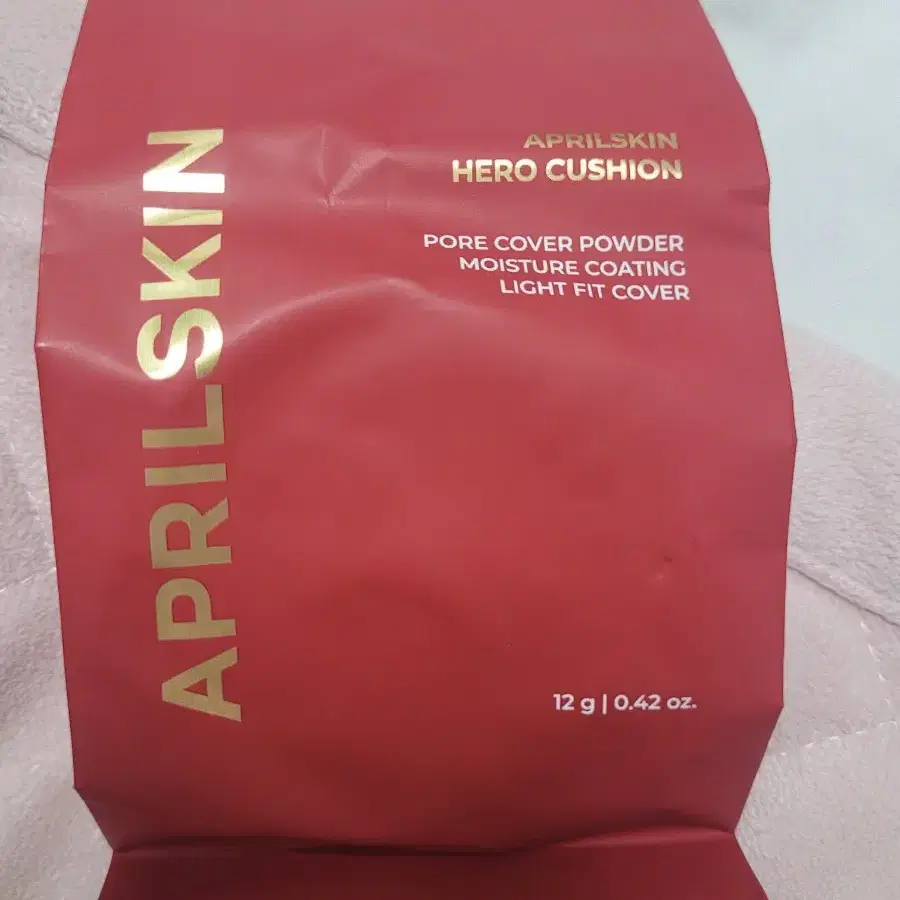 APRILSKIN
APRILSKIN
HERO CUSHION
PORE COVER POWDER
MOISTURE COATING
LIGHT FIT COVER
12 g | 0.42 oz.